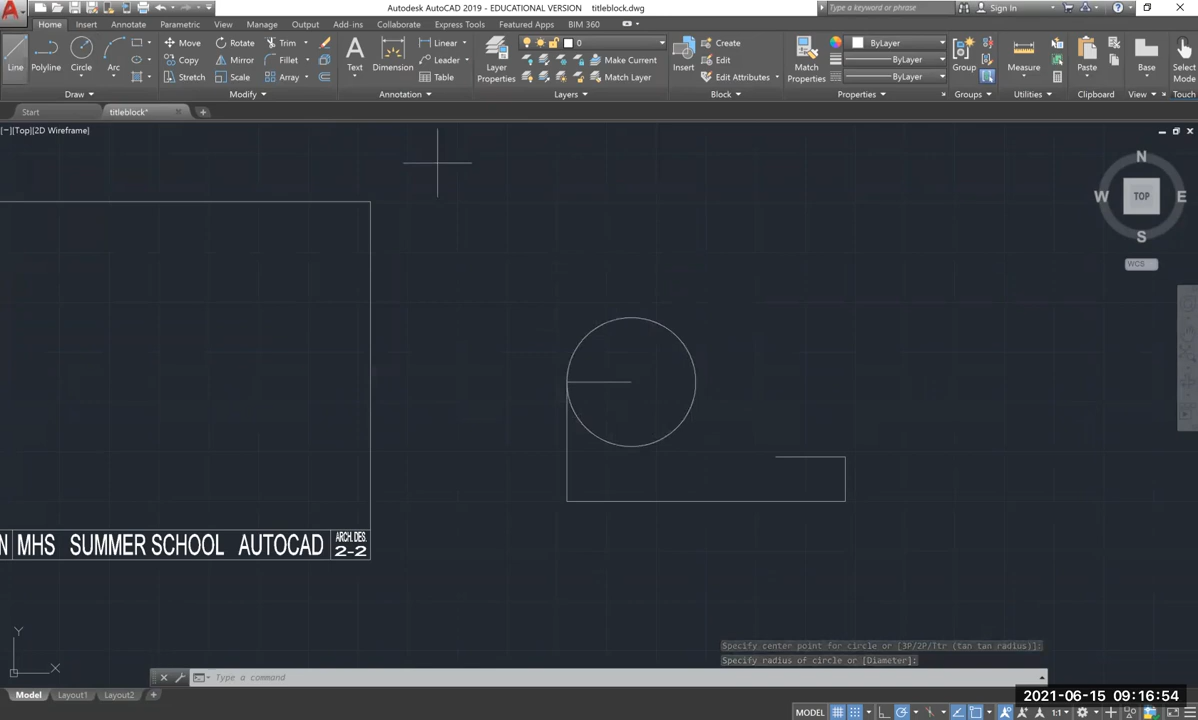 Autodesk AutoCAD 2019 - EDUCATIONAL VERSION titleblock.dwg
Type a keyword or phrase
Sign In
Home Insert Annotate Parametric View Manage Output Add-ins Collaborate Express Tools Featured Apps BIM 360
Line
Polyline
Circle
Arc
Draw
Move
Copy
Stretch
Rotate
Mirror
Scale
Trim
Fillet
Array
Modify
Text
Dimension
Linear
Leader
Table
Annotation
Layer
Properties
0
Make Current
Match Layer
Layers
Insert
Create
Edit
Edit Attributes
Block
Match
Properties
ByLayer
ByLayer
ByLayer
Properties
Group
Groups
Measure
Utilities
Paste
Clipboard
Base
View
Select
Mode
Touch
Start
titleblock*
[−][Top][2D Wireframe]
N
W
TOP
E
S
WCS
N MHS SUMMER SCHOOL AUTOCAD
ARCH. DES.
2-2
Y
X
Specify center point for circle or [3P/2P/Ttr (tan tan radius)]:
Specify radius of circle or [Diameter]:
Type a command
Model Layout1 Layout2
2021-06-15 09:16:54
MODEL
1:1